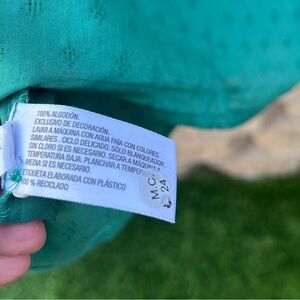 100% ALGODÓN.
EXCLUSIVO DE DECORACIÓN.
LAVAR A MÁQUINA CON AGUA FRÍA CON COLORES
SIMILARES. CICLO DELICADO. SÓLO BLANQUEADOR
SIN CLORO SI ES NECESARIO. SECAR A MÁQUINA
TEMPERATURA BAJA. PLANCHAR A
MEDIA SI ES NECESARIO.
ETIQUETA ELABORADA CON PLÁSTICO
100 % RECICLADO
M.C.
24